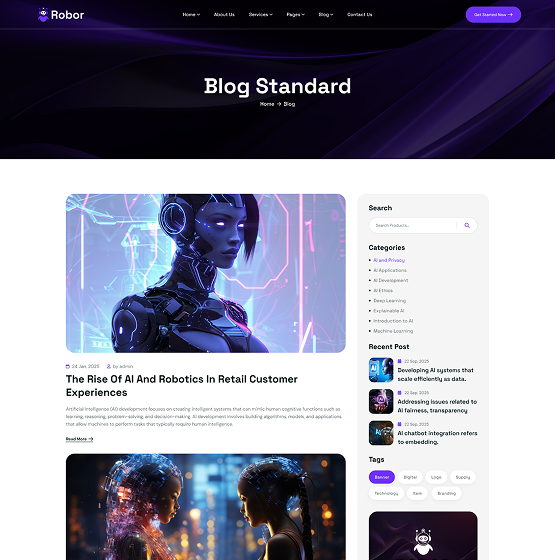 Robor
Home
About Us
Services
Pages
Blog
Contact Us
Get Started Now →
Blog Standard
Home → Blog
24 Jan, 2025
by admin
The Rise Of AI And Robotics In Retail Customer
Experiences
Artificial Intelligence (AI) development focuses on creating intelligent systems that can mimic human cognitive functions such as
learning, reasoning, problem-solving, and decision-making. AI development involves building algorithms, models, and applications
that allow machines to perform tasks that typically require human intelligence.
Read More →
Search
Search Products...
Categories
AI and Privacy
AI Applications
AI Development
AI Ethics
Deep Learning
Explainable AI
Introduction to AI
Machine Learning
Recent Post
22 Sep, 2025
Developing AI systems that
scale efficiently as data.
22 Sep, 2025
Addressing issues related to
AI fairness, transparency
22 Sep, 2025
AI chatbot integration refers
to embedding.
Tags
Banner
Digital
Logo
Supply
Technology
Item
Branding